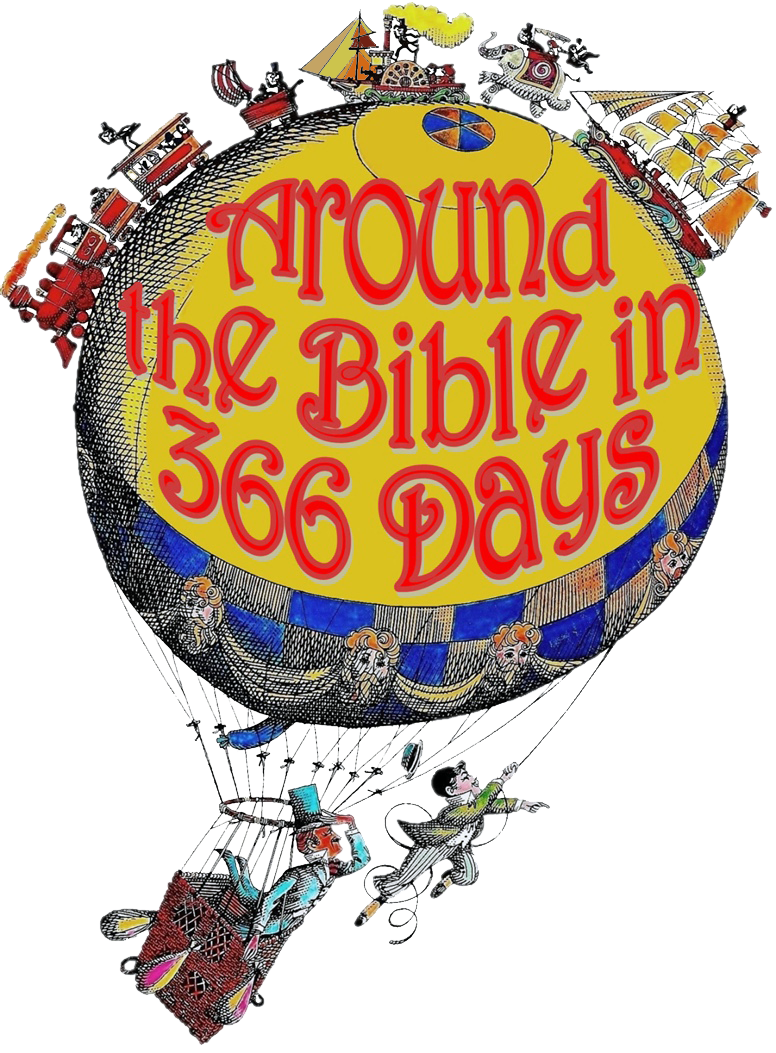 Around
the Bible in
366 Days